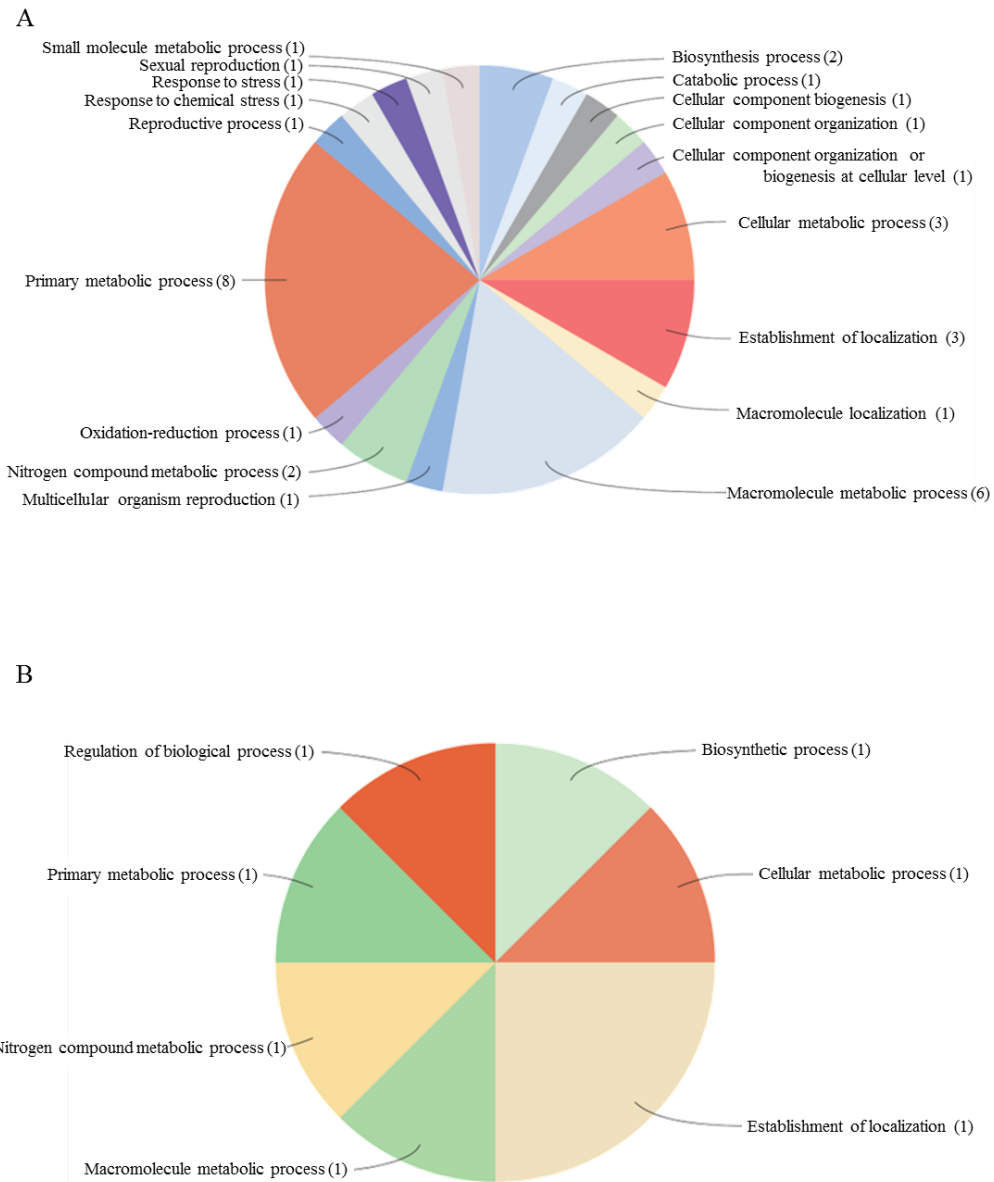 A
Small molecule metabolic process (1)
Sexual reproduction (1)
Response to stress (1)
Response to chemical stress (1)
Reproductive process (1)
Primary metabolic process (8)
Oxidation-reduction process (1)
Nitrogen compound metabolic process (2)
Multicellular organism reproduction (1)
Biosynthesis process (2)
Catabolic process (1)
Cellular component biogenesis (1)
Cellular component organization (1)
Cellular component organization or
biogenesis at cellular level (1)
Cellular metabolic process (3)
Establishment of localization (3)
Macromolecule localization (1)
Macromolecule metabolic process (6)
B
Regulation of biological process (1)
Primary metabolic process (1)
Nitrogen compound metabolic process (1)
Macromolecule metabolic process (1)
Biosynthetic process (1)
Cellular metabolic process (1)
Establishment of localization (1)